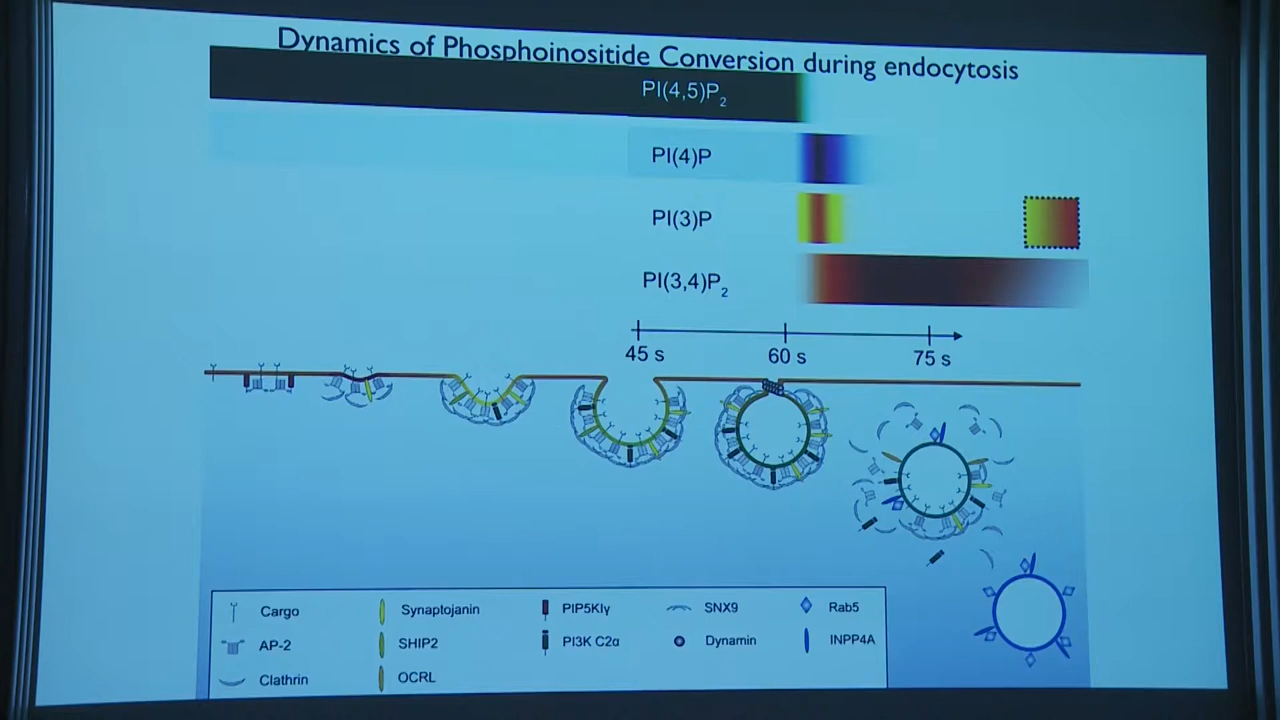 Dynamics of Phosphoinositide Conversion during endocytosis
PI(4,5)P₂
PI(4)P
PI(3)P
PI(3,4)P₂
45 s 60 s 75 s
Cargo Synaptojanin PIP5KIγ SNX9 Rab5
AP-2 SHIP2 PI3K C2α Dynamin INPP4A
Clathrin OCRL